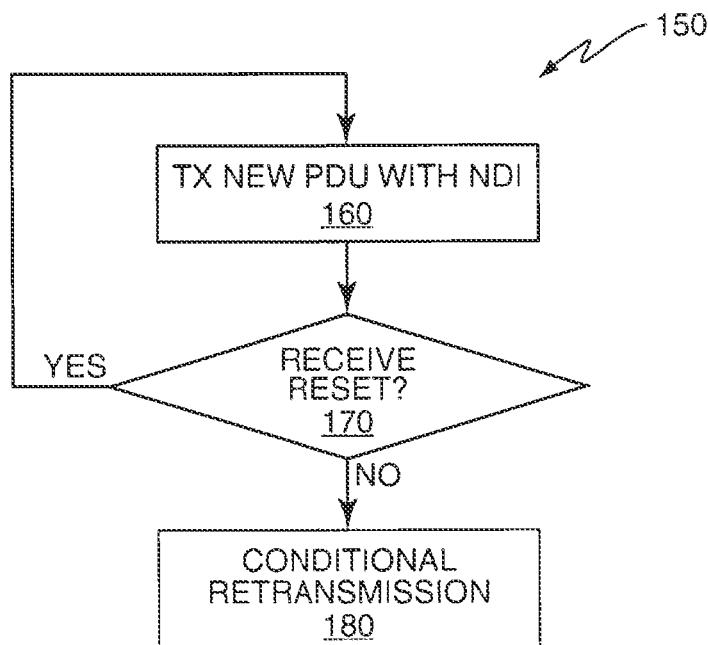 150
TX NEW PDU WITH NDI
160
YES
RECEIVE
RESET?
170
NO
CONDITIONAL
RETRANSMISSION
180